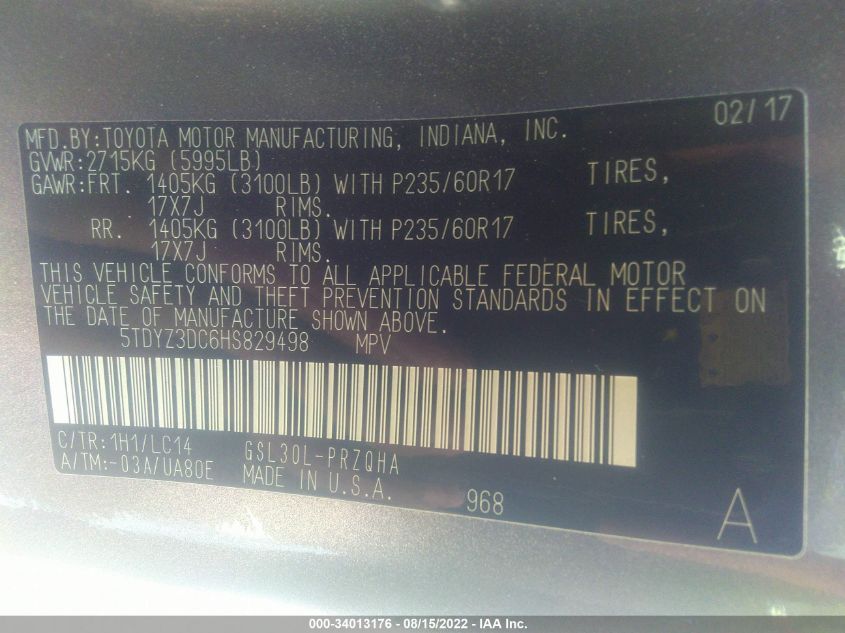 02/17
MFD.BY:TOYOTA MOTOR MANUFACTURING, INDIANA, INC.
GVWR:2715KG (5995LB)
GAWR:FRT. 1405KG (3100LB) WITH P235/60R17 TIRES,
17X7J RIMS.
RR. 1405KG (3100LB) WITH P235/60R17 TIRES,
17X7J RIMS.
THIS VEHICLE CONFORMS TO ALL APPLICABLE FEDERAL MOTOR
VEHICLE SAFETY AND THEFT PREVENTION STANDARDS IN EFFECT ON
THE DATE OF MANUFACTURE SHOWN ABOVE.
5TDYZ3DC6HS829498 MPV
C/TR:1H1/LC14 GSL30L-PRZQHA
A/TM:-03A/UA80E MADE IN U.S.A.
968
A
000-34013176 - 08/15/2022 - IAA Inc.